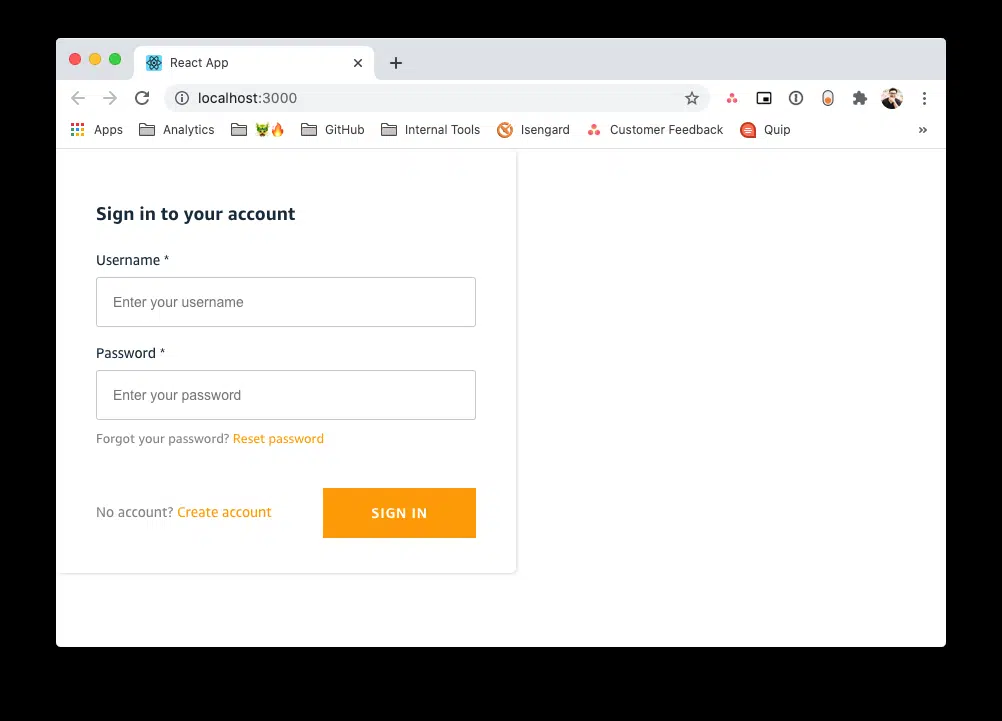 React App
localhost:3000
Apps Analytics GitHub Internal Tools Isengard Customer Feedback Quip »
Sign in to your account
Username *
Enter your username
Password *
Enter your password
Forgot your password? Reset password
No account? Create account
SIGN IN